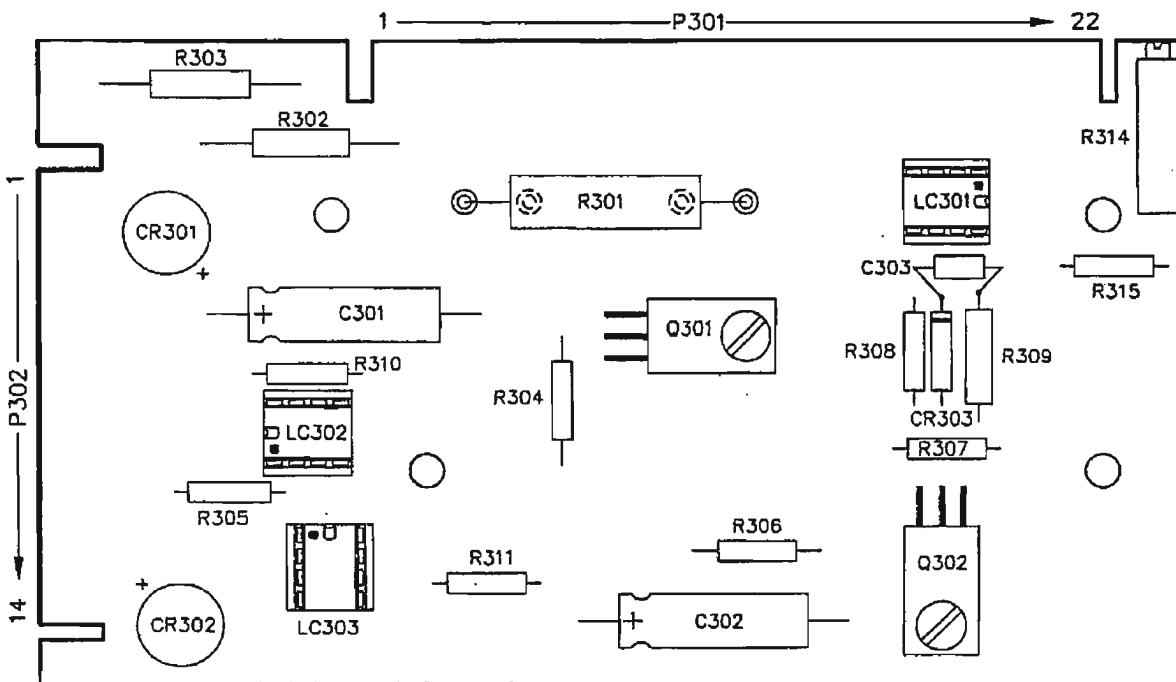 1 P301 22
R303
R302
R314
1
R301
LC301
CR301
+
C303
R315
+ C301
Q301
R308
R309
R310
R304
P302
CR303
LC302
R307
R305
R306
R311
Q302
14
+
CR302
LC303
+ C302